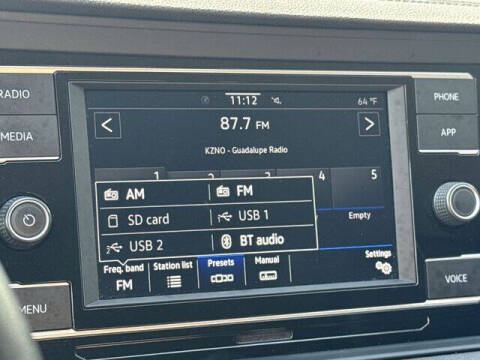 RADIO
MEDIA
MENU
PHONE
APP
VOICE
11:12 64°F
87.7 FM
KZNO - Guadalupe Radio
1 2 3 4 5
Empty
AM FM
SD card USB 1
USB 2 BT audio
Freq. band Station list Presets Manual Settings
FM